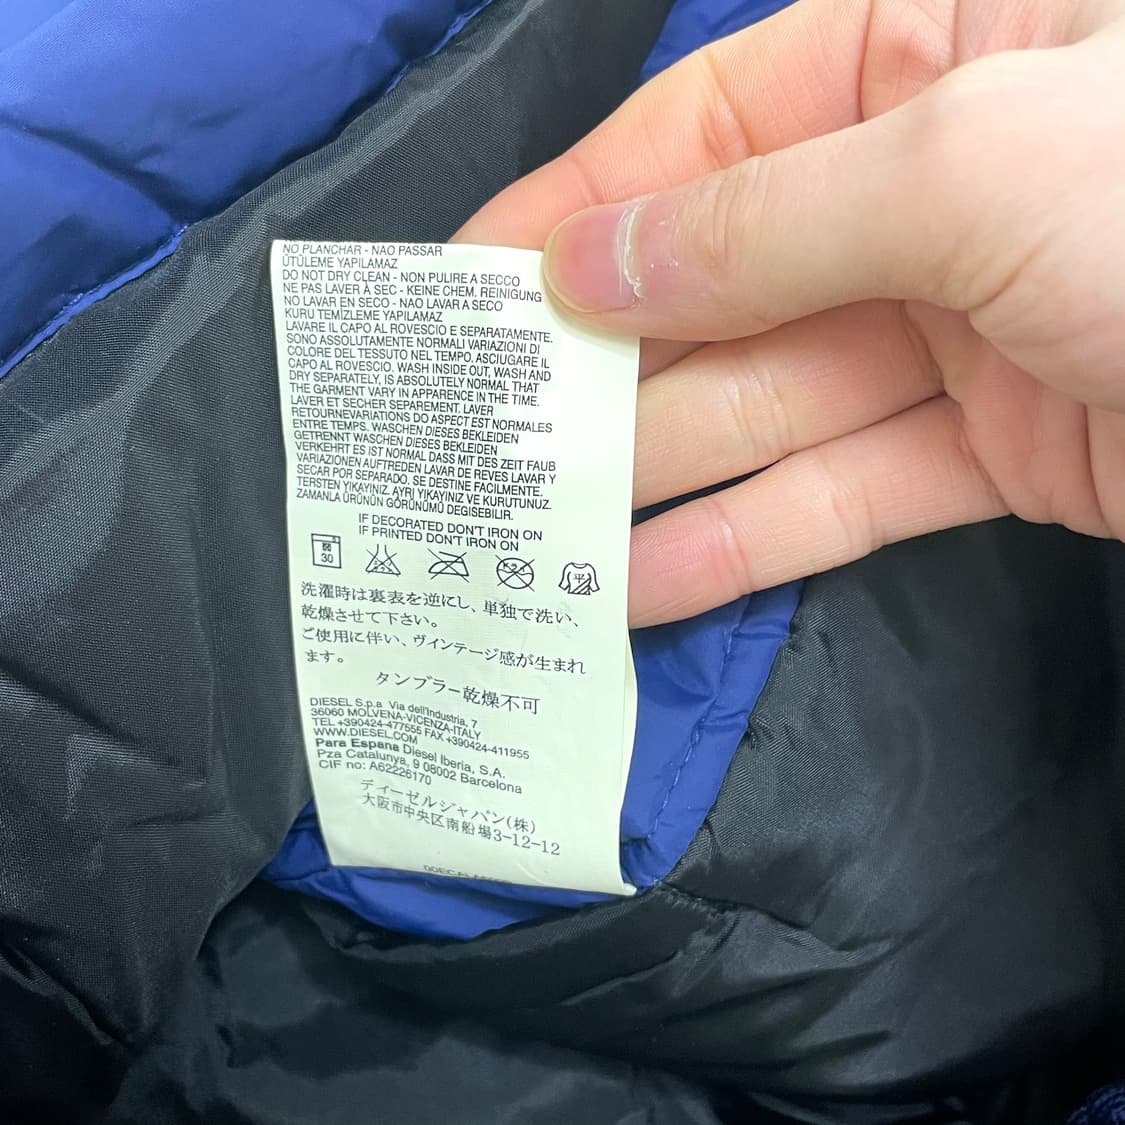 NO PLANCHAR - NAO PASSAR
ÜTÜLEME YAPILAMAZ
DO NOT DRY CLEAN - NON PULIRE A SECCO
NE PAS LAVER À SEC - KEINE CHEM. REINIGUNG
NO LAVAR EN SECO - NAO LAVAR A SECO
KURU TEMİZLEME YAPILAMAZ
LAVARE IL CAPO AL ROVESCIO E SEPARATAMENTE.
SONO ASSOLUTAMENTE NORMALI VARIAZIONI DI
COLORE DEL TESSUTO NEL TEMPO. ASCIUGARE IL
CAPO AL ROVESCIO. WASH INSIDE OUT, WASH AND
DRY SEPARATELY, IS ABSOLUTELY NORMAL THAT
THE GARMENT VARY IN APPARENCE IN THE TIME.
LAVER ET SECHER SEPAREMENT. LAVER
RETOURNEVARIATIONS DO ASPECT EST NORMALES
ENTRE TEMPS. WASCHEN DIESES BEKLEIDEN
GETRENNT WASCHEN DIESES BEKLEIDEN
VERKEHRT ES IST NORMAL DASS MIT DES ZEIT FAUB
VARIAZIONEN AUFTREDEN LAVAR DE REVES LAVAR Y
SECAR POR SEPARADO. SE DESTINE FACILMENTE.
TERSTEN YIKAYINIZ. AYRI YIKAYINIZ VE KURUTUNUZ.
ZAMANLA ÜRÜNÜN GÖRÜNÜMÜ DEGISEBILIR.
IF DECORATED DON'T IRON ON
IF PRINTED DON'T IRON ON
30 ドライ 平
洗濯時は裏表を逆にし、単独で洗い、
乾燥させて下さい。
ご使用に伴い、ヴィンテージ感が生まれ
ます。
タンブラー乾燥不可
DIESEL S.p.a Via dell'Industria, 7
36060 MOLVENA-VICENZA-ITALY
TEL +390424-477555 FAX +390424-411955
WWW.DIESEL.COM
Para Espana Diesel Iberia, S.A.
Pza Catalunya, 9 08002 Barcelona
CIF no: A62226170
ディーゼルジャパン(株)
大阪市中央区南船場3-12-12